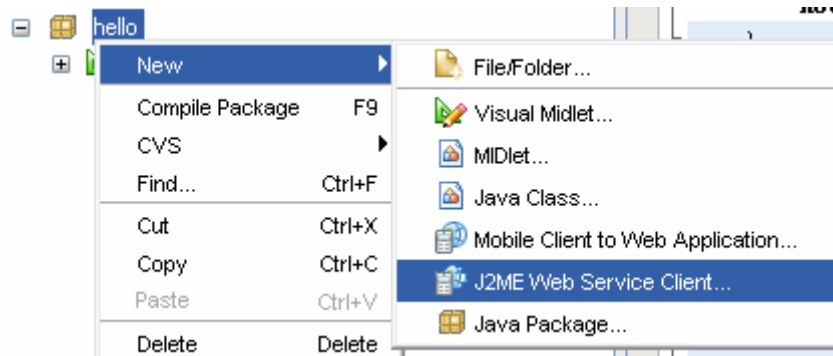 hello
New
Compile Package F9
CVS
Find... Ctrl+F
Cut Ctrl+X
Copy Ctrl+C
Paste Ctrl+V
Delete Delete
File/Folder...
Visual Midlet...
MIDlet...
Java Class...
Mobile Client to Web Application...
J2ME Web Service Client...
Java Package...